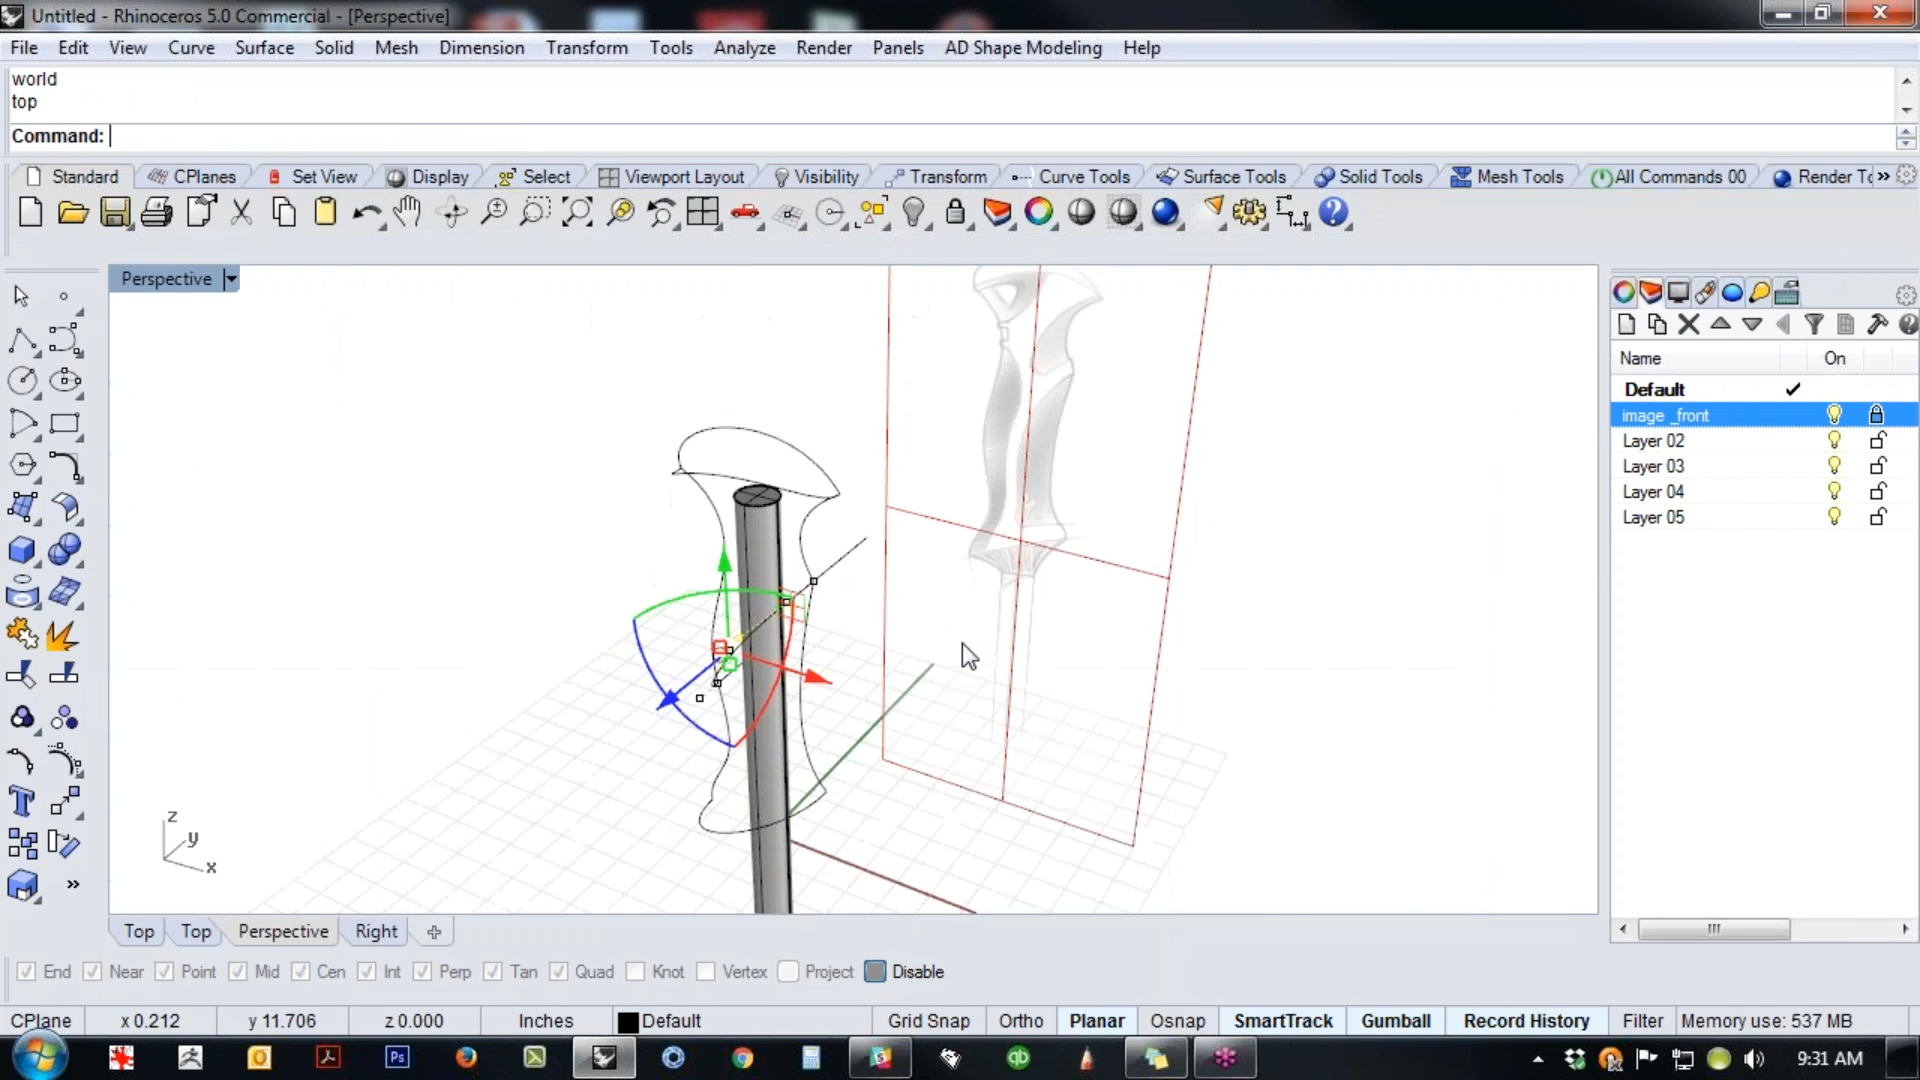 Untitled - Rhinoceros 5.0 Commercial - [Perspective]
File Edit View Curve Surface Solid Mesh Dimension Transform Tools Analyze Render Panels AD Shape Modeling Help
world
top
Command:
Standard CPlanes Set View Display Select Viewport Layout Visibility Transform Curve Tools Surface Tools Solid Tools Mesh Tools All Commands 00 Render To »
Perspective
Name On
Default
image _front
Layer 02
Layer 03
Layer 04
Layer 05
z
y
x
Top Top Perspective Right
End Near Point Mid Cen Int Perp Tan Quad Knot Vertex Project Disable
CPlane x 0.212 y 11.706 z 0.000 Inches Default Grid Snap Ortho Planar Osnap SmartTrack Gumball Record History Filter Memory use: 537 MB
Ps qb 9:31 AM